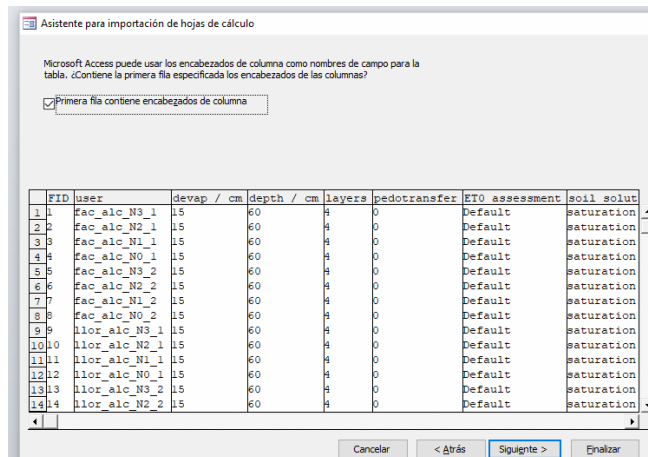 Asistente para importación de hojas de cálculo
Microsoft Access puede usar los encabezados de columna como nombres de campo para la
tabla. ¿Contiene la primera fila especificada los encabezados de las columnas?
Primera fila contiene encabezados de columna
FID user devap / cm depth / cm layers pedotransfer ET0 assessment soil solut
1 1 fac_alc_N3_1 15 60 4 0 Default saturation
2 2 fac_alc_N2_1 15 60 4 0 Default saturation
3 3 fac_alc_N1_1 15 60 4 0 Default saturation
4 4 fac_alc_N0_1 15 60 4 0 Default saturation
5 5 fac_alc_N3_2 15 60 4 0 Default saturation
6 6 fac_alc_N2_2 15 60 4 0 Default saturation
7 7 fac_alc_N1_2 15 60 4 0 Default saturation
8 8 fac_alc_N0_2 15 60 4 0 Default saturation
9 9 llor_alc_N3_1 15 60 4 0 Default saturation
10 10 llor_alc_N2_1 15 60 4 0 Default saturation
11 11 llor_alc_N1_1 15 60 4 0 Default saturation
12 12 llor_alc_N0_1 15 60 4 0 Default saturation
13 13 llor_alc_N3_2 15 60 4 0 Default saturation
14 14 llor_alc_N2_2 15 60 4 0 Default saturation
Cancelar < Atrás Siguiente > Finalizar